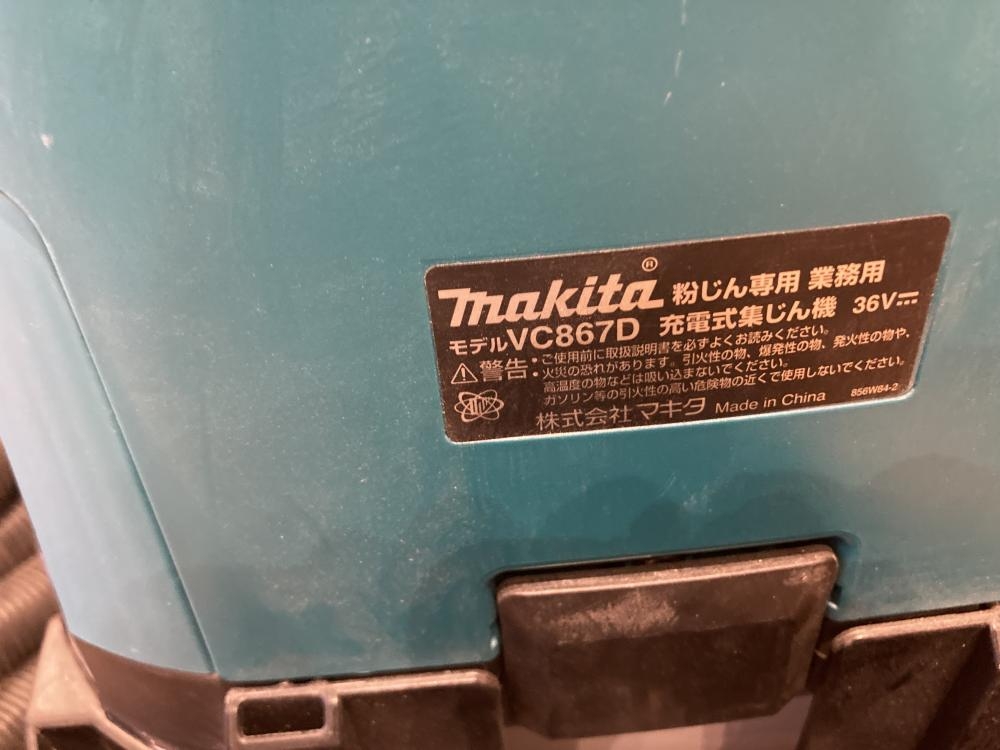 makita® 粉じん専用 業務用
モデルVC867D 充電式集じん機 36V⎓
⚠警告:ご使用前に取扱説明書を必ずよくお読みください。
火災の恐れがあります。引火性の物、爆発性の物、発火性の物や、
高温度の物などは吸い込まないでください。
ガソリン等の引火性の高い危険物の近くで使用しないでください。
株式会社 マキタ Made in China 856W84-2